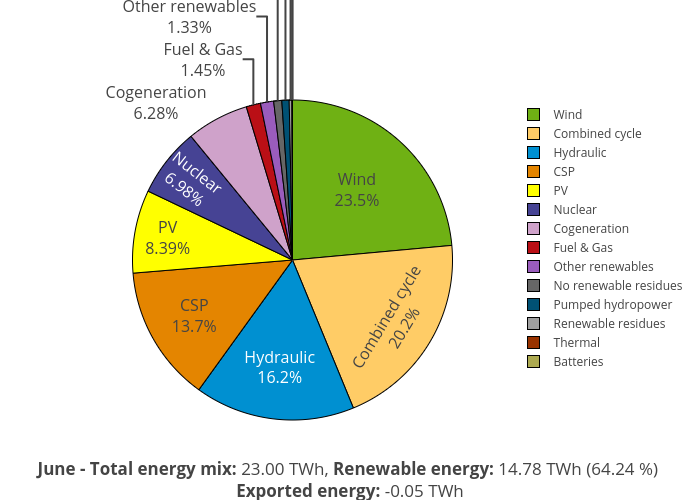 Other renewables
1.33%
Fuel & Gas
1.45%
Cogeneration
6.28%
Nuclear
6.98%
PV
8.39%
CSP
13.7%
Hydraulic
16.2%
Combined cycle
20.2%
Wind
23.5%
Wind
Combined cycle
Hydraulic
CSP
PV
Nuclear
Cogeneration
Fuel & Gas
Other renewables
No renewable residues
Pumped hydropower
Renewable residues
Thermal
Batteries
June - Total energy mix: 23.00 TWh, Renewable energy: 14.78 TWh (64.24 %)
Exported energy: -0.05 TWh